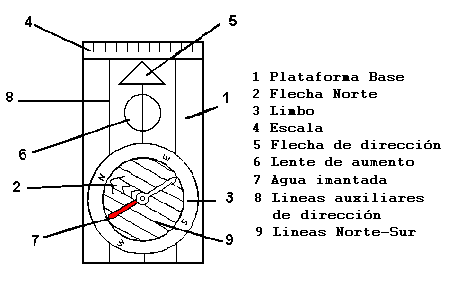 4
5
8
1
6
E
N
2
3
S
7
9
1 Plataforma Base
2 Flecha Norte
3 Limbo
4 Escala
5 Flecha de dirección
6 Lente de aumento
7 Agua imantada
8 Lineas auxiliares
de dirección
9 Lineas Norte-Sur